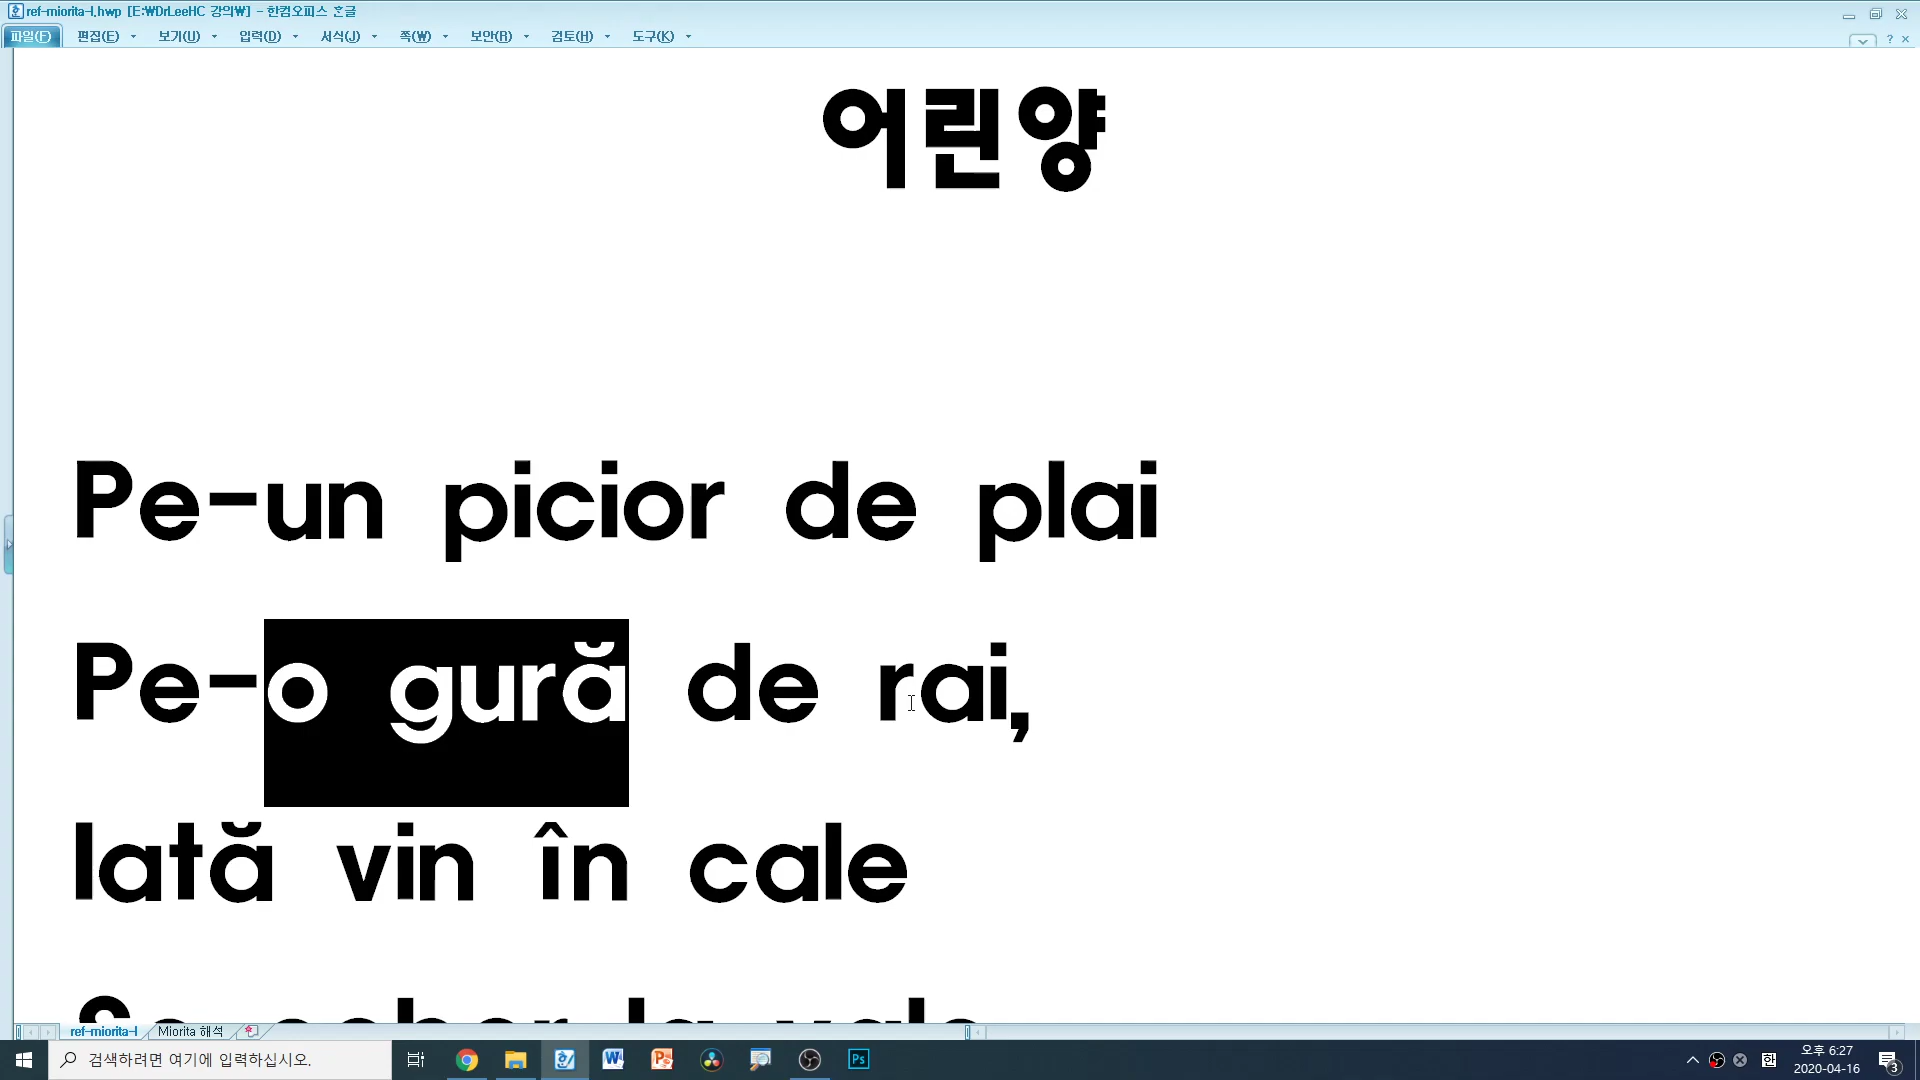 ref-miorita-l.hwp [E:₩DrLeeHC 강의₩] - 한컴오피스 흔글
파일(F) 편집(E) 보기(U) 입력(D) 서식(J) 쪽(W) 보안(R) 검토(H) 도구(K)
어린양
Pe-un picior de plai
Pe-o gură de rai,
Iată vin în cale
ref-miorita-l Miorita 해석
검색하려면 여기에 입력하십시오.
Ps
한
오후 6:27
2020-04-16
3